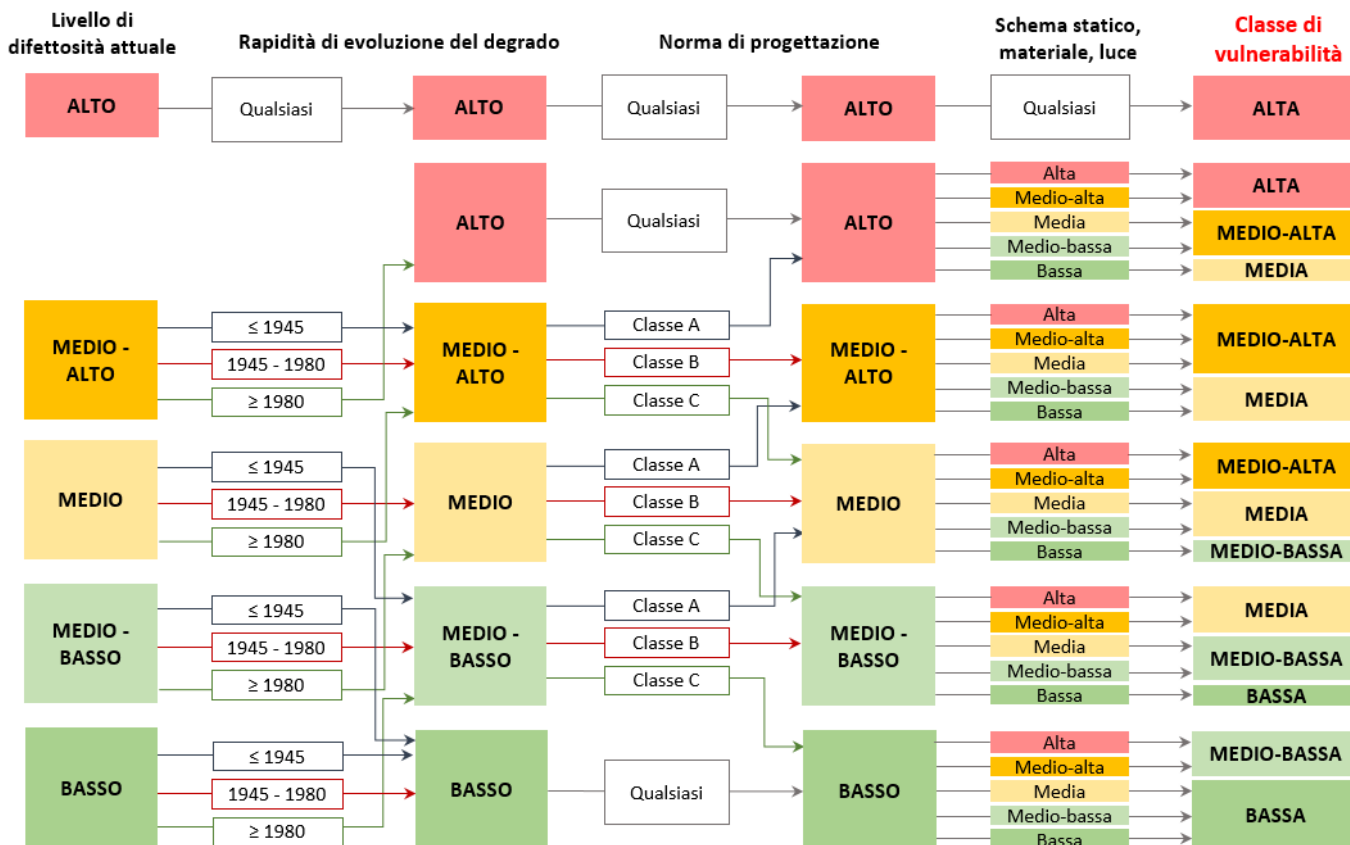 Livello di
difettosità attuale
Rapidità di evoluzione del degrado
Norma di progettazione
Schema statico,
materiale, luce
Classe di
vulnerabilità
ALTO
Qualsiasi
ALTO
Qualsiasi
ALTO
Qualsiasi
ALTA
ALTO
Qualsiasi
ALTO
Alta
Medio-alta
Media
Medio-bassa
Bassa
ALTA
MEDIO-ALTA
MEDIA
MEDIO -
ALTO
≤ 1945
1945 - 1980
≥ 1980
MEDIO -
ALTO
Classe A
Classe B
Classe C
MEDIO -
ALTO
Alta
Medio-alta
Media
Medio-bassa
Bassa
MEDIO-ALTA
MEDIA
MEDIO
≤ 1945
1945 - 1980
≥ 1980
MEDIO
Classe A
Classe B
Classe C
MEDIO
Alta
Medio-alta
Media
Medio-bassa
Bassa
MEDIO-ALTA
MEDIA
MEDIO-BASSA
MEDIO -
BASSO
≤ 1945
1945 - 1980
≥ 1980
MEDIO -
BASSO
Classe A
Classe B
Classe C
MEDIO -
BASSO
Alta
Medio-alta
Media
Medio-bassa
Bassa
MEDIA
MEDIO-BASSA
BASSA
BASSO
≤ 1945
1945 - 1980
≥ 1980
BASSO
Qualsiasi
BASSO
Alta
Medio-alta
Media
Medio-bassa
Bassa
MEDIO-BASSA
BASSA